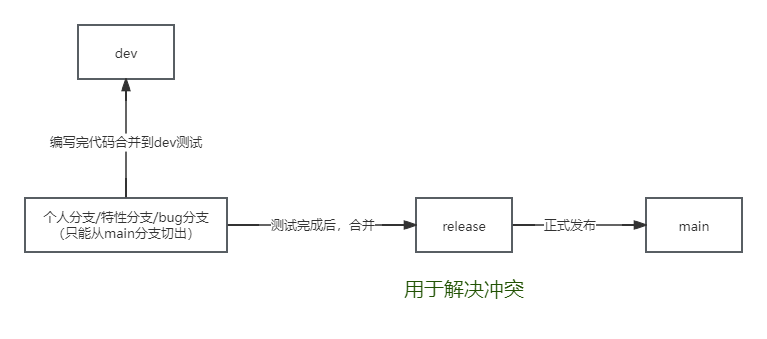 dev
编写完代码合并到dev测试
个人分支/特性分支/bug分支
（只能从main分支切出）
测试完成后，合并
release
正式发布
main
用于解决冲突